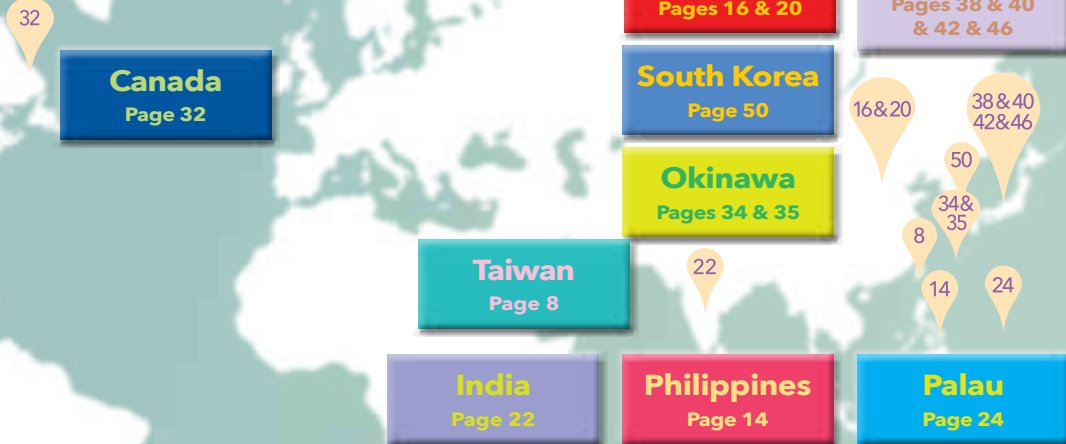 32
Canada
Page 32
Pages 16 & 20
Pages 38 & 40
& 42 & 46
South Korea
Page 50
16&20
38&40
42&46
50
Okinawa
Pages 34 & 35
34&
35
8
Taiwan
Page 8
22
14
24
India
Page 22
Philippines
Page 14
Palau
Page 24